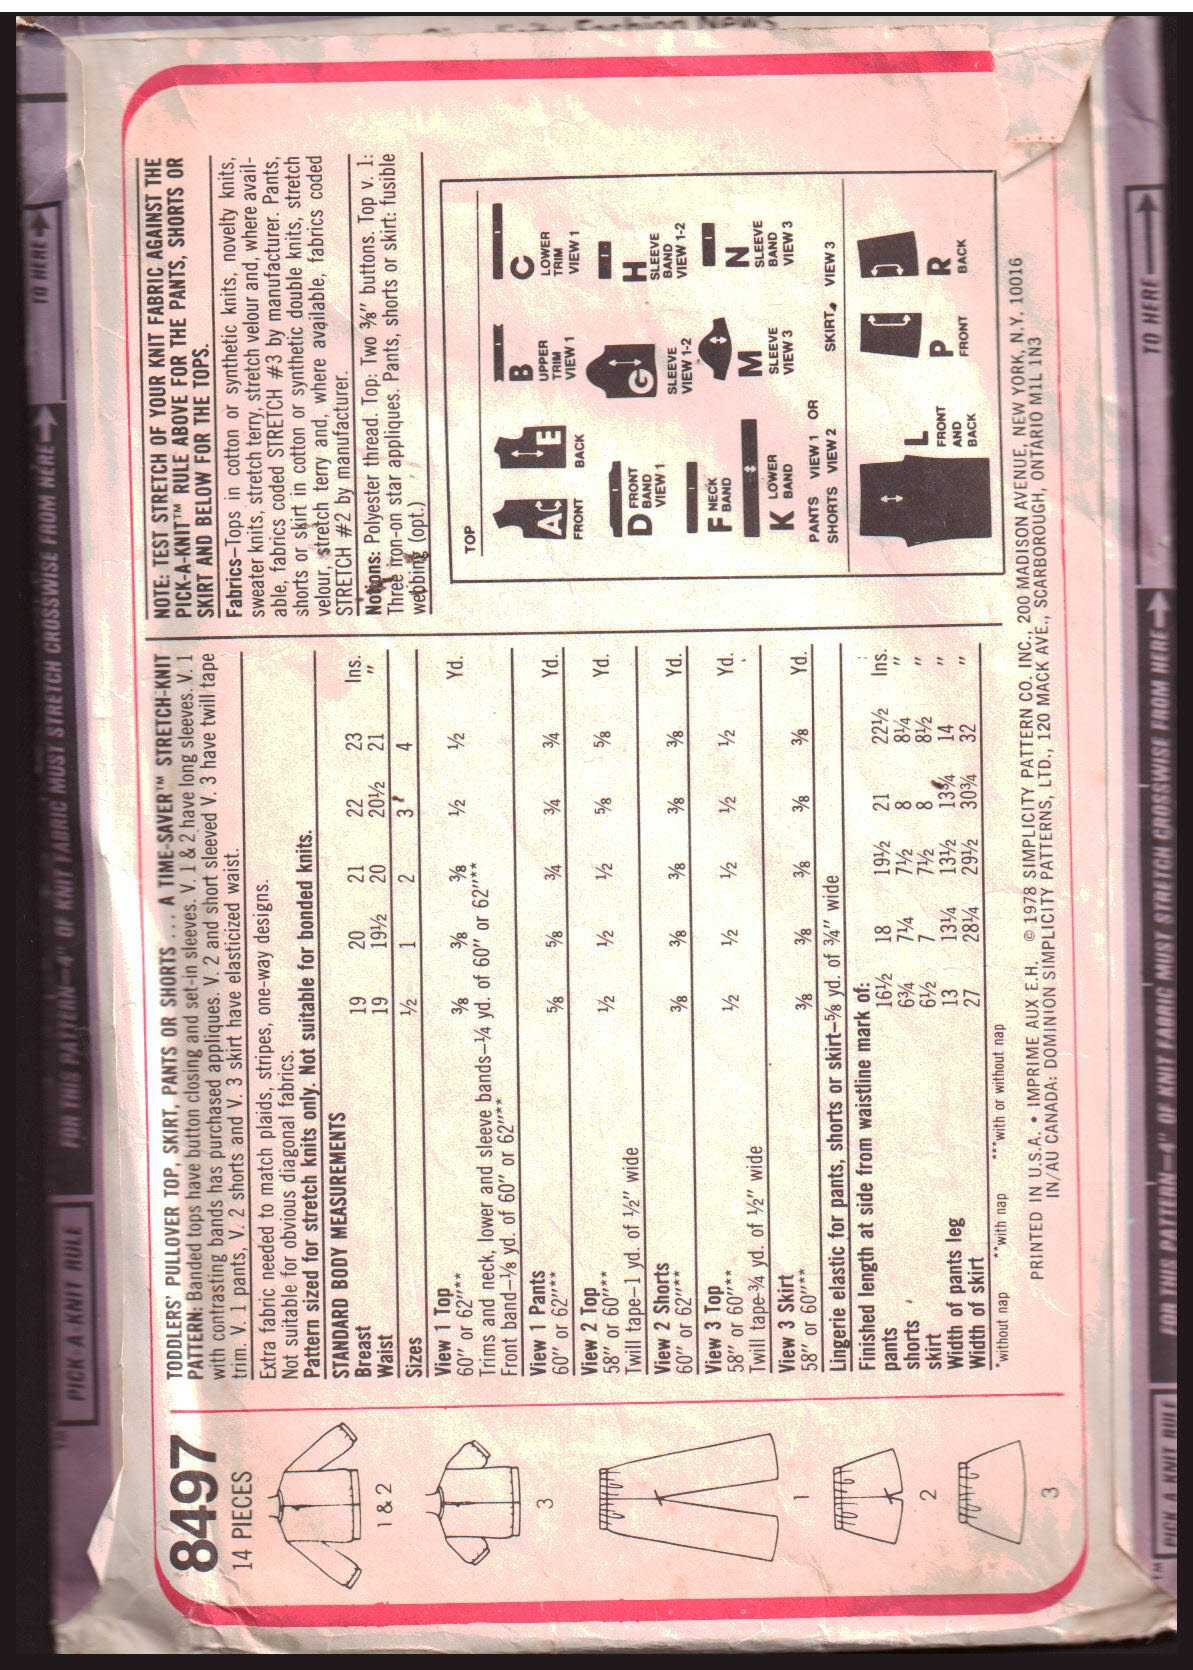 Fashion News
PICK-A-KNIT RULE
FOR THIS PATTERN—4" OF KNIT FABRIC MUST STRETCH CROSSWISE FROM HERE
TO HERE
8497
14 PIECES
1 & 2
3
1
2
3
TODDLERS' PULLOVER TOP, SKIRT, PANTS OR SHORTS ... A TIME-SAVER™ STRETCH-KNIT
PATTERN: Banded tops have button closing and set-in sleeves. V. 1 & 2 have long sleeves. V. 1
with contrasting bands has purchased appliques. V. 2 and short sleeved V. 3 have twill tape
trim. V. 1 pants, V. 2 shorts and V. 3 skirt have elasticized waist.
Extra fabric needed to match plaids, stripes, one-way designs.
Not suitable for obvious diagonal fabrics.
Pattern sized for stretch knits only. Not suitable for bonded knits.
STANDARD BODY MEASUREMENTS
Breast 19 20 21 22 23 Ins.
Waist 19 19½ 20 20½ 21 "
Sizes ½ 1 2 3 4
View 1 Top
60" or 62"** ⅜ ⅜ ⅜ ½ ½ Yd.
Trims and neck, lower and sleeve bands—¼ yd. of 60" or 62"**
Front band—⅛ yd. of 60" or 62"**
View 1 Pants
60" or 62"** ⅝ ⅝ ¾ ¾ ¾ Yd.
View 2 Top
58" or 60"** ½ ½ ½ ⅝ ⅝ Yd.
Twill tape—1 yd. of ½" wide
View 2 Shorts
60" or 62"** ⅜ ⅜ ⅜ ⅜ ⅜ Yd.
View 3 Top
58" or 60"** ½ ½ ½ ½ ½ Yd.
Twill tape-¾ yd. of ½" wide
View 3 Skirt
58" or 60"** ⅜ ⅜ ⅜ ⅜ ⅜ Yd.
Lingerie elastic for pants, shorts or skirt—⅝ yd. of ¾" wide
Finished length at side from waistline mark of:
pants 16½ 18 19½ 21 22½ Ins.
shorts 6¾ 7¼ 7½ 8 8¼ "
skirt 6½ 7 7½ 8 8½ "
Width of pants leg 13 13¼ 13½ 13¾ 14 "
Width of skirt 27 28¼ 29½ 30¾ 32 "
*without nap **with nap ***with or without nap
NOTE: TEST STRETCH OF YOUR KNIT FABRIC AGAINST THE
PICK-A-KNIT™ RULE ABOVE FOR THE PANTS, SHORTS OR
SKIRT AND BELOW FOR THE TOPS.
Fabrics—Tops in cotton or synthetic knits, novelty knits,
sweater knits, stretch terry, stretch velour and, where avail-
able, fabrics coded STRETCH #3 by manufacturer. Pants,
shorts or skirt in cotton or synthetic double knits, stretch
velour, stretch terry and, where available, fabrics coded
STRETCH #2 by manufacturer.
Notions: Polyester thread. Top: Two ⅜" buttons. Top v. 1:
Three iron-on star appliques. Pants, shorts or skirt: fusible
webbing (opt.)
TOP
A
FRONT
E
BACK
B
UPPER
TRIM
VIEW 1
C
LOWER
TRIM
VIEW 1
D FRONT
BAND
VIEW 1
G
SLEEVE
VIEW 1-2
H
SLEEVE
BAND
VIEW 1-2
F NECK
BAND
K LOWER
BAND
M
SLEEVE
VIEW 3
N
SLEEVE
BAND
VIEW 3
PANTS VIEW 1 OR
SHORTS VIEW 2
SKIRT VIEW 3
L
FRONT
AND
BACK
P
FRONT
R
BACK
PRINTED IN U.S.A. • IMPRIME AUX E.H. © 1978 SIMPLICITY PATTERN CO. INC., 200 MADISON AVENUE, NEW YORK, N.Y. 10016
IN/AU CANADA: DOMINION SIMPLICITY PATTERNS, LTD., 120 MACK AVE., SCARBOROUGH, ONTARIO M1L 1N3
PICK A KNIT RULE
FOR THIS PATTERN—4" OF KNIT FABRIC MUST STRETCH CROSSWISE FROM HERE
TO HERE